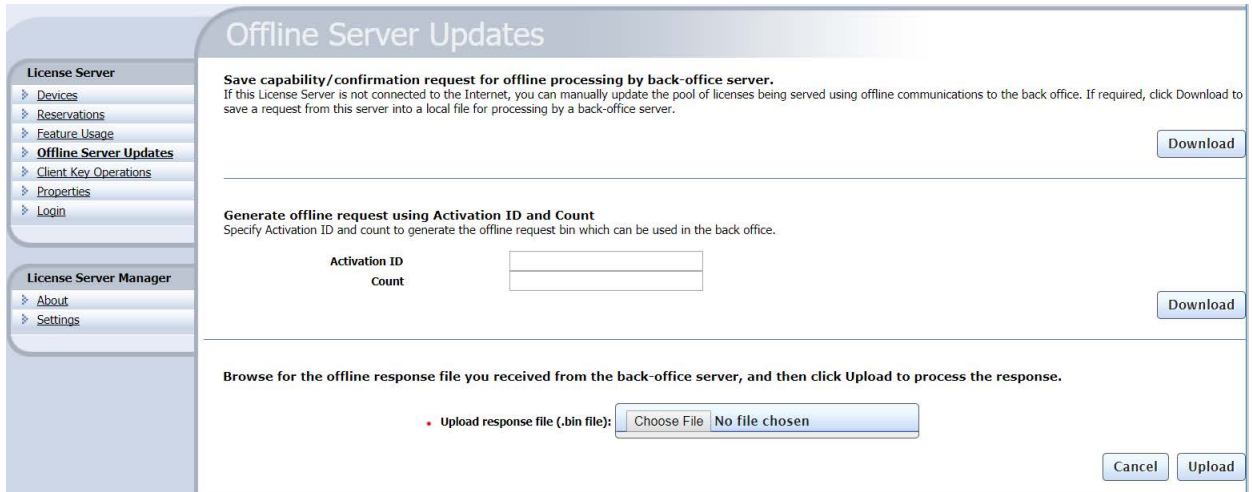 Offline Server Updates
License Server
Devices
Reservations
Feature Usage
Offline Server Updates
Client Key Operations
Properties
Login
License Server Manager
About
Settings
Save capability/confirmation request for offline processing by back-office server.
If this License Server is not connected to the Internet, you can manually update the pool of licenses being served using offline communications to the back office. If required, click Download to
save a request from this server into a local file for processing by a back-office server.
Download
Generate offline request using Activation ID and Count
Specify Activation ID and count to generate the offline request bin which can be used in the back office.
Activation ID
Count
Download
Browse for the offline response file you received from the back-office server, and then click Upload to process the response.
Upload response file (.bin file): Choose File No file chosen
Cancel Upload